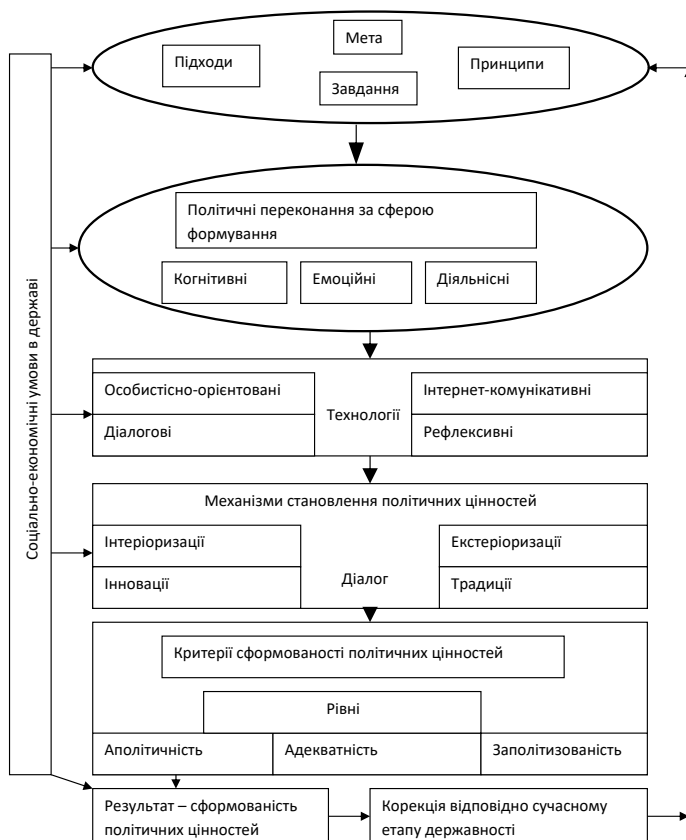 Мета
Підходи
Принципи
Завдання
Соціально-економічні умови в державі
Політичні переконання за сферою
формування
Когнітивні
Емоційні
Діяльнісні
Особистісно-орієнтовані
Інтернет-комунікативні
Технології
Діалогові
Рефлексивні
Механізми становлення політичних цінностей
Інтеріоризації
Екстеріоризації
Діалог
Інновації
Традиції
Критерії сформованості політичних цінностей
Рівні
Аполітичність
Адекватність
Заполітизованість
Результат – сформованість
політичних цінностей
Корекція відповідно сучасному
етапу державності